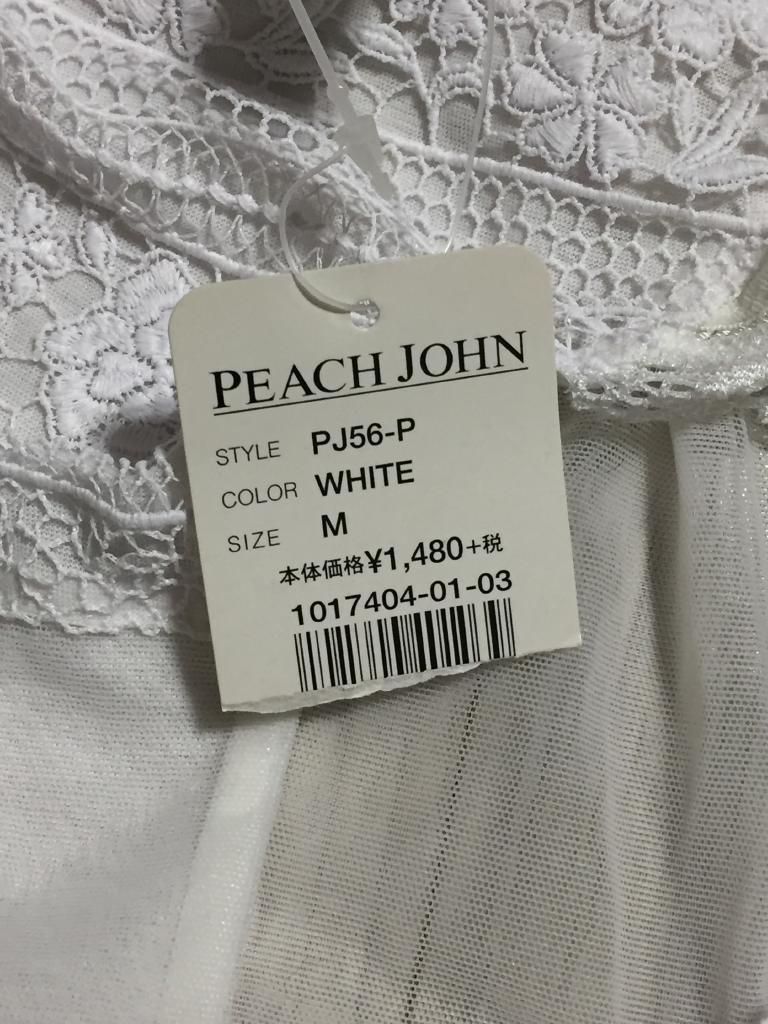 PEACH JOHN
STYLE PJ56-P
COLOR WHITE
SIZE M
本体価格¥1,480+税
1017404-01-03